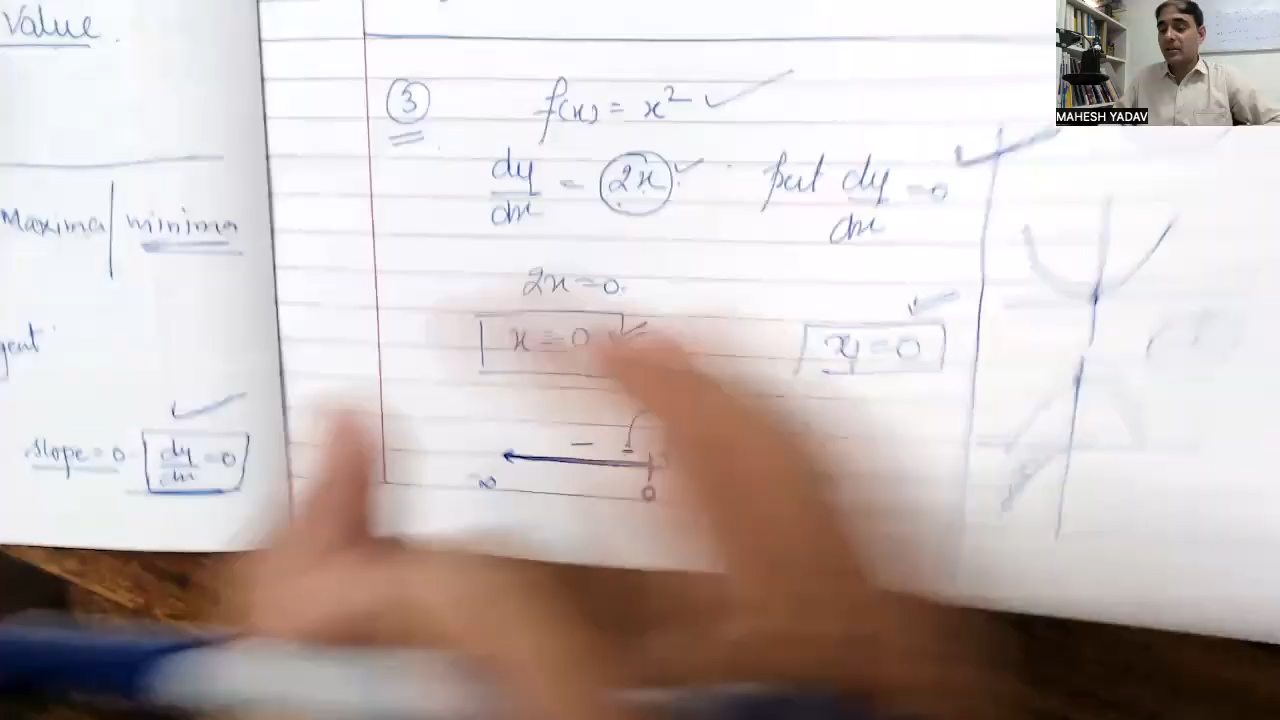 Value.
Maxima | minima
gent
slope = 0 dy/dx = 0
③ f(x) = x² ✓
dy/dx = 2x ✓ Put dy/dx = 0
2x = 0
x = 0 ✓
x = 0
−
0
MAHESH YADAV